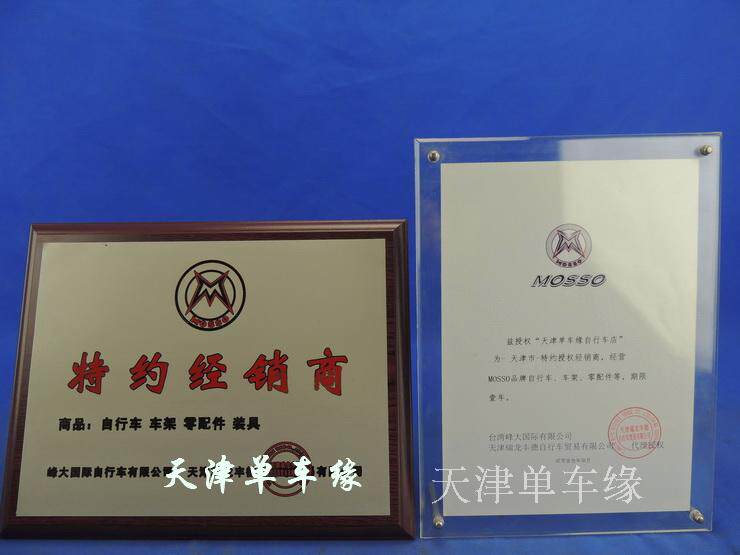 MOSSO
特约经销商
商品：自行车 车架 零配件 装具
峰大国际自行车有限公司
天津单车缘
MOSSO
MOSSO
兹授权“天津单车缘自行车店”
为 天津市 特约授权经销商，经营
MOSSO品牌自行车、车架、零配件等，期限
壹年。
台湾峰大国际有限公司
天津 自行车贸易有限公司 代理授权
天津单车缘